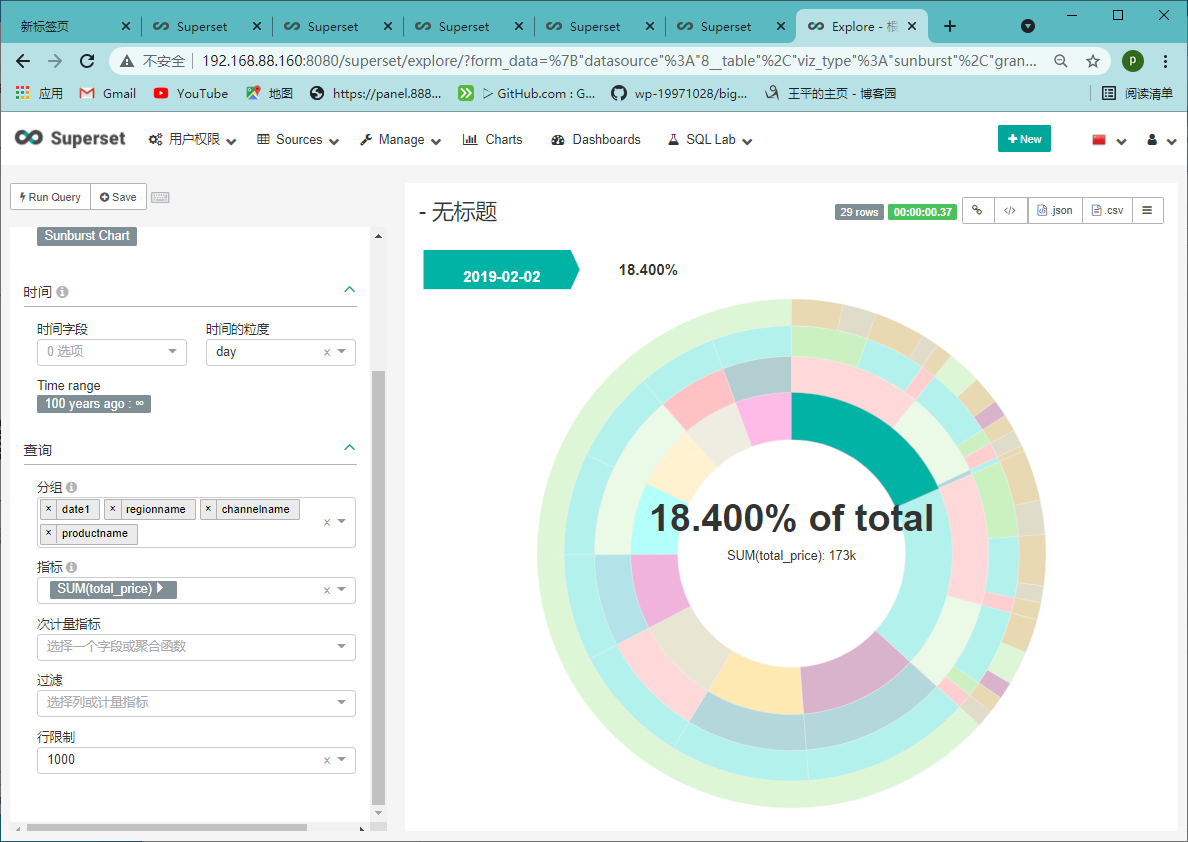 新标签页 Superset Superset Superset Superset Superset Explore - 根
不安全 192.168.88.160:8080/superset/explore/?form_data=%7B"datasource"%3A"8__table"%2C"viz_type"%3A"sunburst"%2C"gran... P
应用 Gmail YouTube 地图 https://panel.888... ▷ GitHub.com : G... wp-19971028/big... 王平的主页 - 博客园 阅读清单
Superset 用户权限 Sources Manage Charts Dashboards SQL Lab New
Run Query Save
- 无标题 29 rows 00:00:00.37 .json .csv
Sunburst Chart
2019-02-02 18.400%
时间
时间字段 时间的粒度
0 选项 day
Time range
100 years ago : ∞
查询
分组
× date1 × regionname × channelname
× productname
18.400% of total
SUM(total_price): 173k
指标
SUM(total_price)
次计量指标
选择一个字段或聚合函数
过滤
选择列或计量指标
行限制
1000